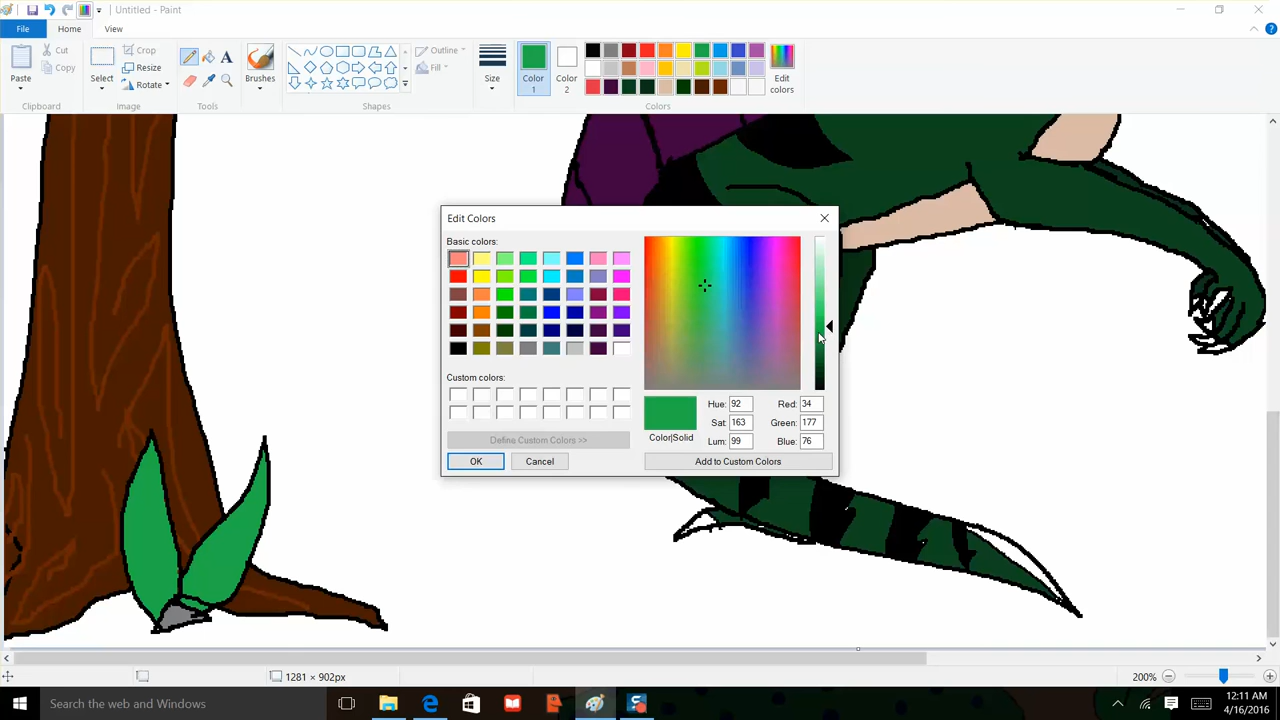 Untitled - Paint
File
Home
View
Paste
Cut
Copy
Clipboard
Select
Crop
Resize
Rotate
Image
Tools
Brushes
Shapes
Outline
Fill
Size
Color
1
Color
2
Edit
colors
Colors
Edit Colors
Basic colors:
Custom colors:
Define Custom Colors >>
OK
Cancel
Color|Solid
Hue: 92
Sat: 163
Lum: 99
Red: 34
Green: 177
Blue: 76
Add to Custom Colors
1281 × 902px
200%
Search the web and Windows
12:11 AM
4/16/2016